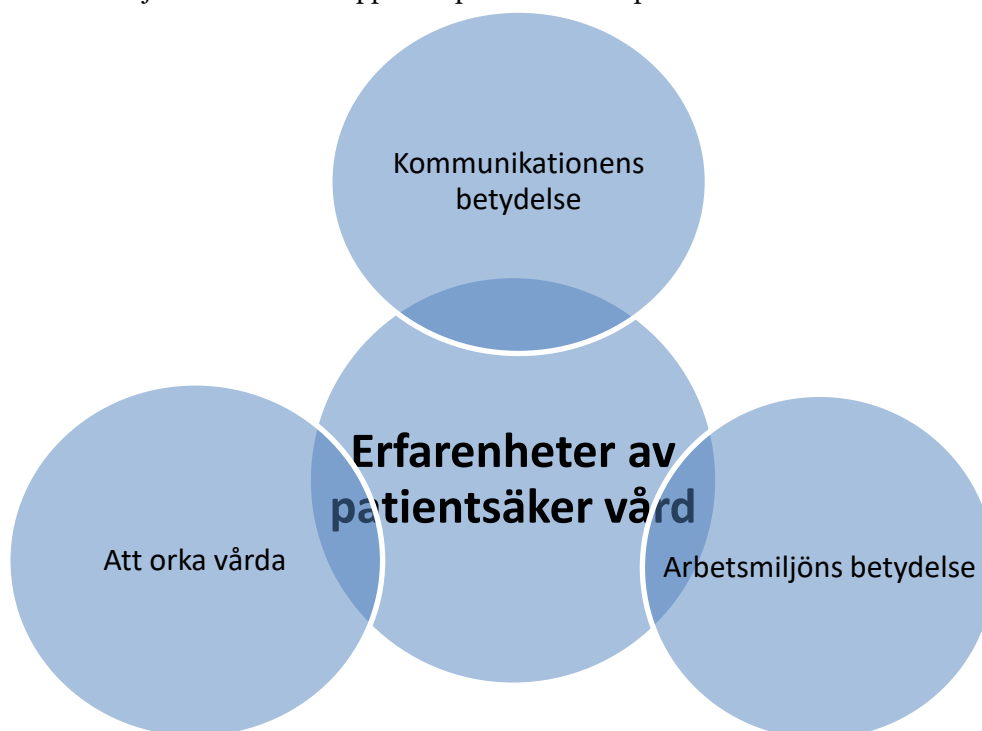 Kommunikationens
betydelse
Erfarenheter av
patientsäker vård
Att orka vårda
Arbetsmiljöns betydelse